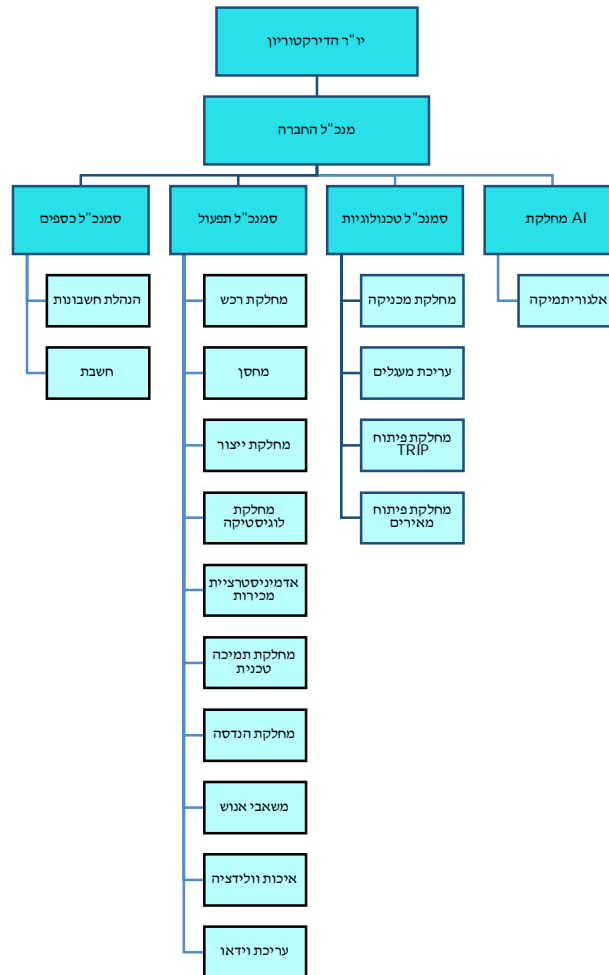 יו"ר הדירקטוריון
מנכ"ל החברה
AI מחלקת
סמנכ"ל טכנולוגיות
סמנכ"ל תפעול
סמנכ"ל כספים
אלגוריתמיקה
מחלקת מכניקה
עריכת מעגלים
מחלקת פיתוח
TRIP
מחלקת פיתוח
מאירים
מחלקת רכש
מחסן
מחלקת ייצור
מחלקת
לוגיסטיקה
אדמיניסטרציית
מכירות
מחלקת תמיכה
טכנית
מחלקת הנדסה
משאבי אנוש
איכות וולידציה
עריכת וידאו
הנהלת חשבונות
חשבת